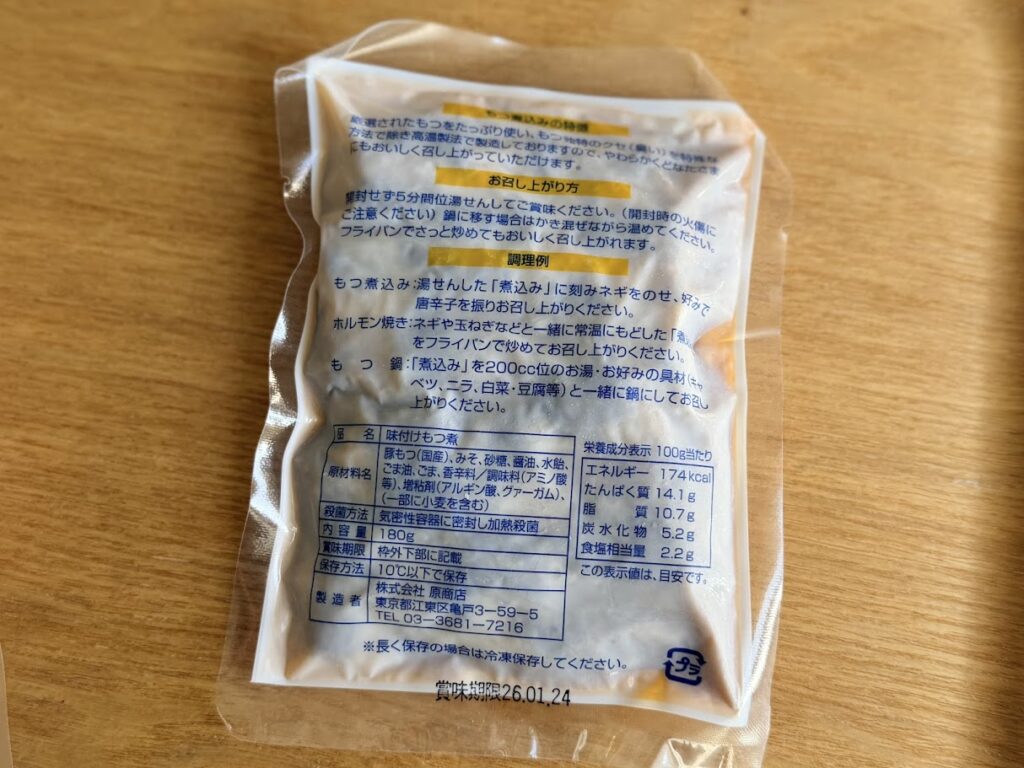 もつ煮込みの特徴
厳選されたもつをたっぷり使い、もつ独特のクセ(臭い)を特殊な
方法で除き高温製法で製造しておりますので、やわらかくどなたさま
にもおいしく召し上がっていただけます。
お召し上がり方
開封せず5分間位湯せんしてご賞味ください。(開封時の火傷に
ご注意ください)鍋に移す場合はかき混ぜながら温めてください。
フライパンでさっと炒めてもおいしく召し上がれます。
調理例
もつ煮込み:湯せんした「煮込み」に刻みネギをのせ、好みで
唐辛子を振りお召し上がりください。
ホルモン焼き:ネギや玉ねぎなどと一緒に常温にもどした「煮込
をフライパンで炒めてお召し上がりください。
もつ鍋:「煮込み」を200cc位のお湯・お好みの具材(キャ
ベツ、ニラ、白菜・豆腐等)と一緒に鍋にしてお召し
上がりください。
品名 味付けもつ煮
原材料名 豚もつ(国産)、みそ、砂糖、醤油、水飴、
ごま油、ごま、香辛料/調味料(アミノ酸
等)、増粘剤(アルギン酸、グァーガム)、
(一部に小麦を含む)
殺菌方法 気密性容器に密封し加熱殺菌
内容量 180g
賞味期限 枠外下部に記載
保存方法 10℃以下で保存
製造者 株式会社 原商店
東京都江東区亀戸3-59-5
TEL 03-3681-7216
栄養成分表示 100g当たり
エネルギー 174kcal
たんぱく質 14.1g
脂質 10.7g
炭水化物 5.2g
食塩相当量 2.2g
この表示値は、目安です。
※長く保存の場合は冷凍保存してください。
プラ
賞味期限26.01.24